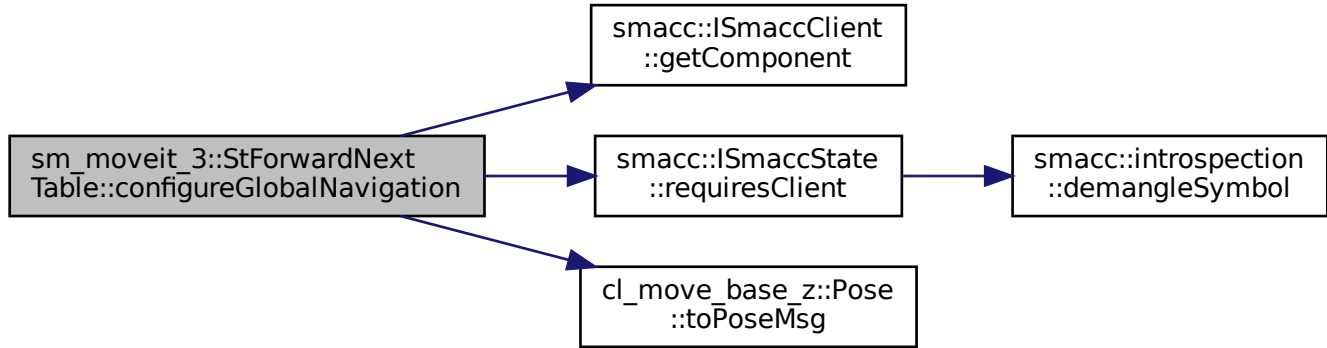 smacc::ISmaccClient
::getComponent
sm_moveit_3::StForwardNext
Table::configureGlobalNavigation
smacc::ISmaccState
::requiresClient
smacc::introspection
::demangleSymbol
cl_move_base_z::Pose
::toPoseMsg